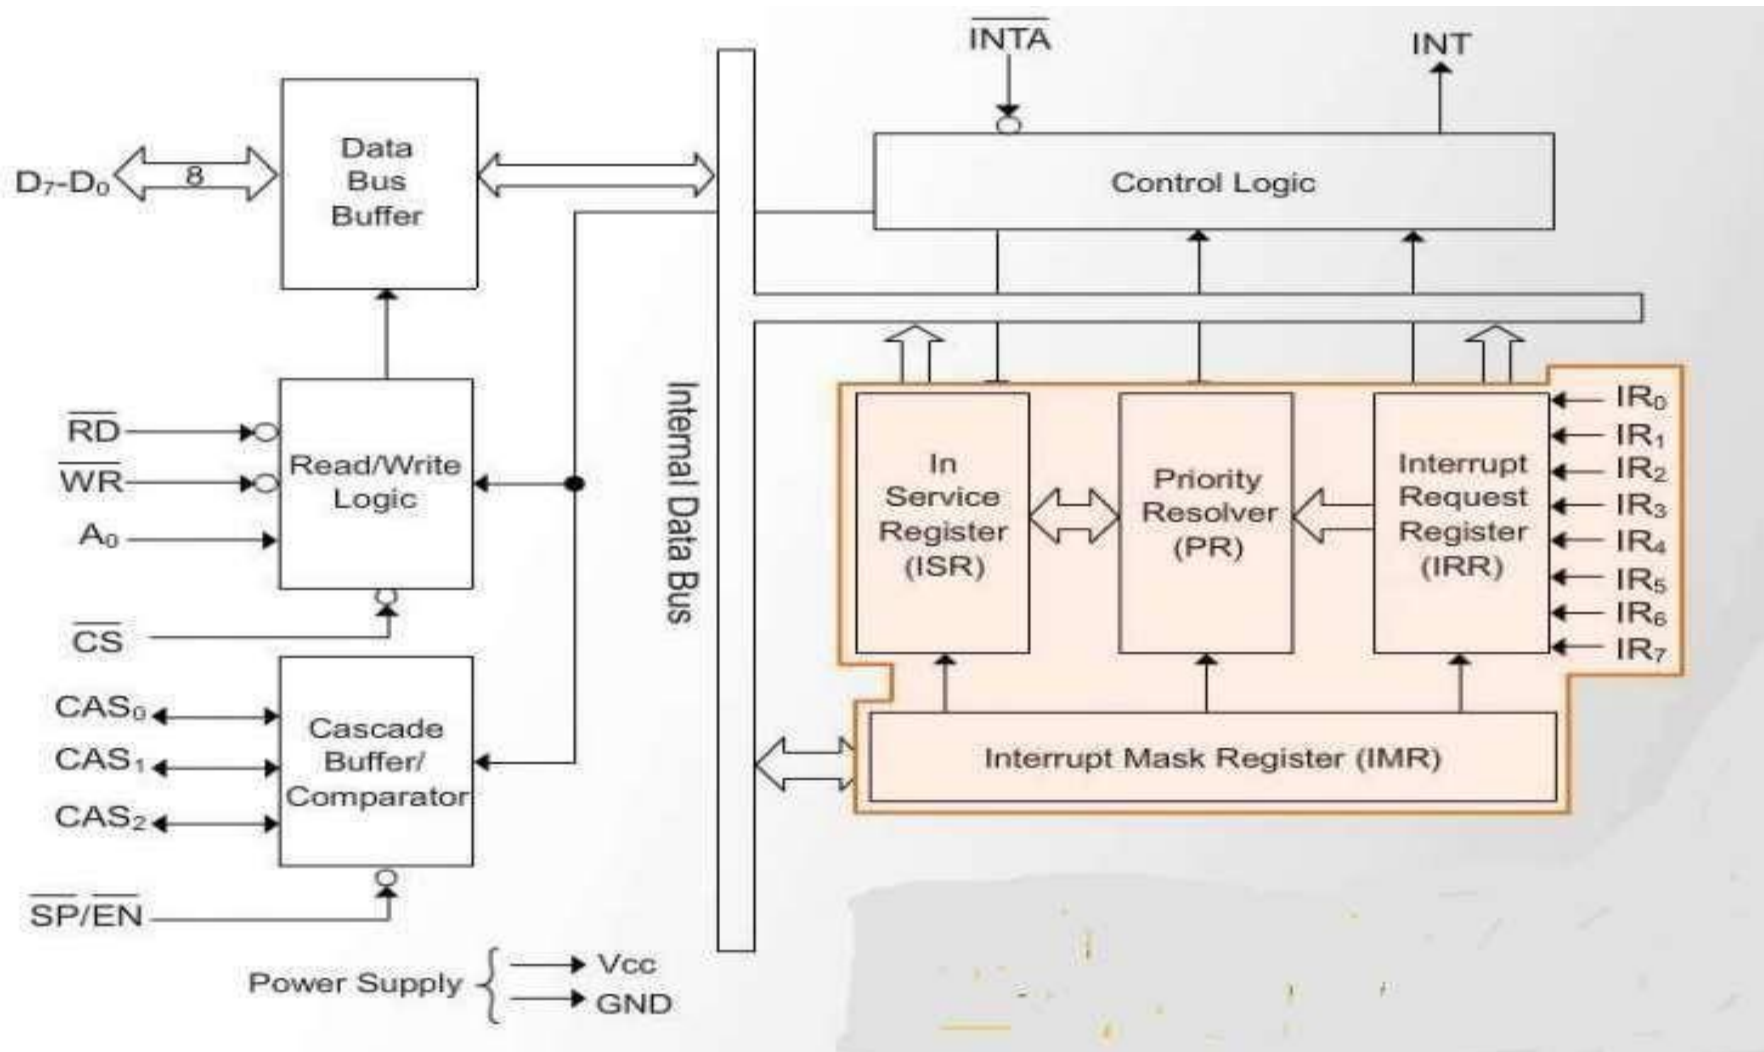 INTA
INT
Data
Bus
Buffer
D7-D0
8
Control Logic
Internal Data Bus
RD
WR
A0
CS
Read/Write
Logic
In
Service
Register
(ISR)
Priority
Resolver
(PR)
Interrupt
Request
Register
(IRR)
IR0
IR1
IR2
IR3
IR4
IR5
IR6
IR7
CAS0
CAS1
CAS2
Cascade
Buffer/
Comparator
Interrupt Mask Register (IMR)
SP/EN
Power Supply
Vcc
GND